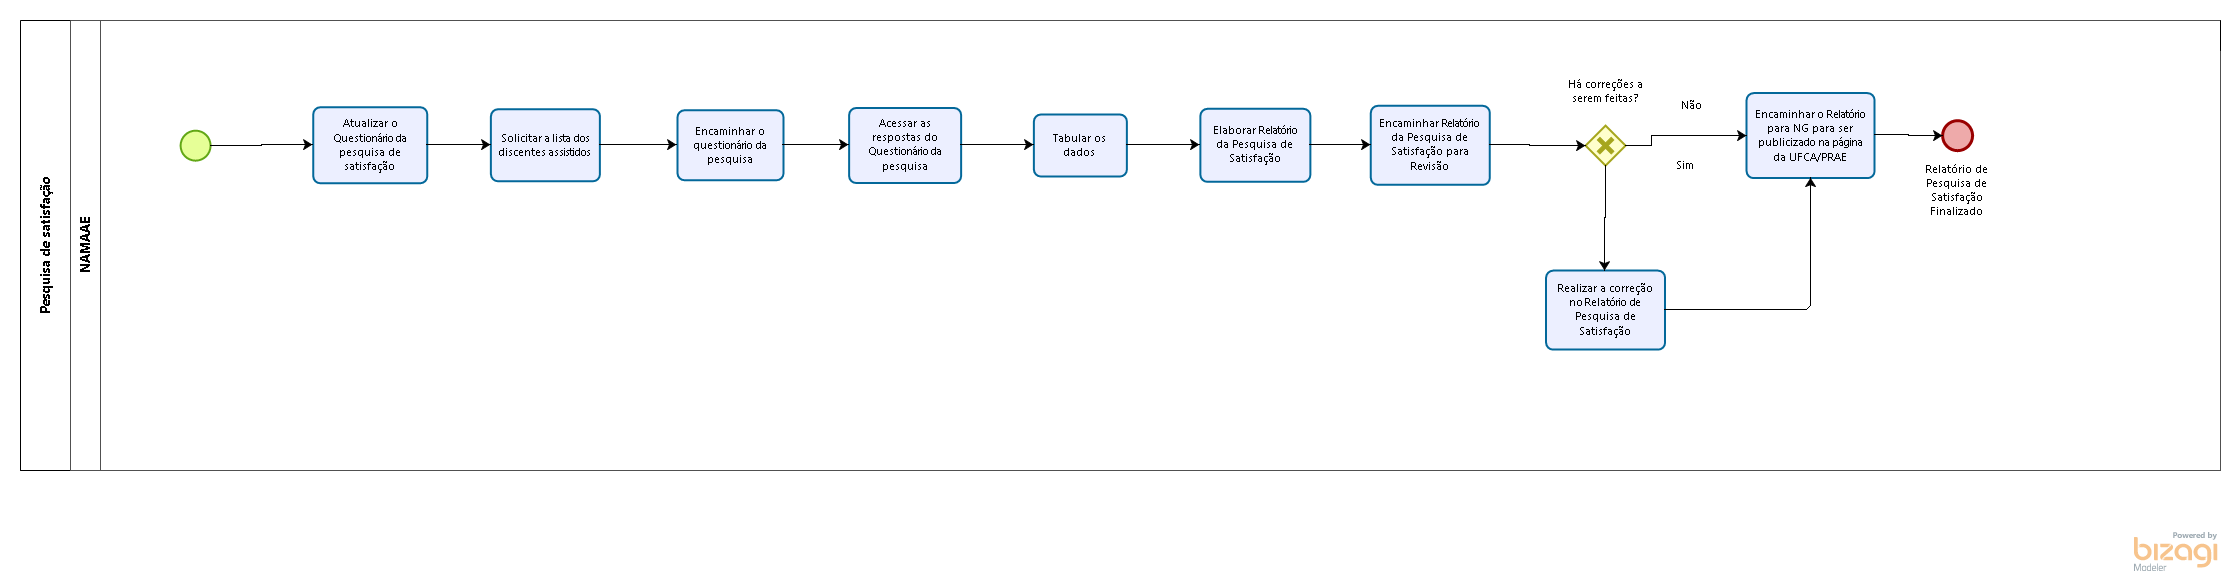 Pesquisa de satisfação
NAMAAE
Atualizar o
Questionário da
pesquisa de
satisfação
Solicitar a lista dos
discentes assistidos
Encaminhar o
questionário da
pesquisa
Acessar as
respostas do
Questionário da
pesquisa
Tabular os
dados
Elaborar Relatório
da Pesquisa de
Satisfação
Encaminhar Relatório
da Pesquisa de
Satisfação para
Revisão
Há correções a
serem feitas?
Não
Sim
Realizar a correção
no Relatório de
Pesquisa de
Satisfação
Encaminhar o Relatório
para NG para ser
publicizado na página
da UFCA/PRAE
Relatório de
Pesquisa de
Satisfação
Finalizado
Powered by
bizagi
Modeler